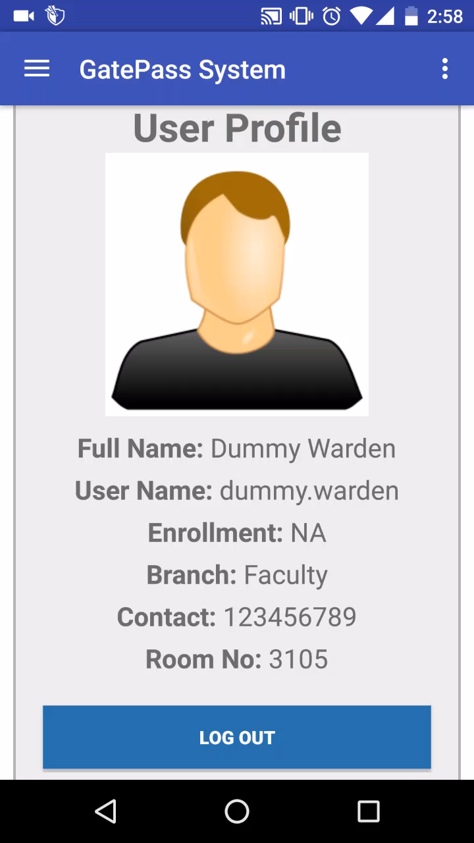 2:58
GatePass System
User Profile
Full Name: Dummy Warden
User Name: dummy.warden
Enrollment: NA
Branch: Faculty
Contact: 123456789
Room No: 3105
LOG OUT